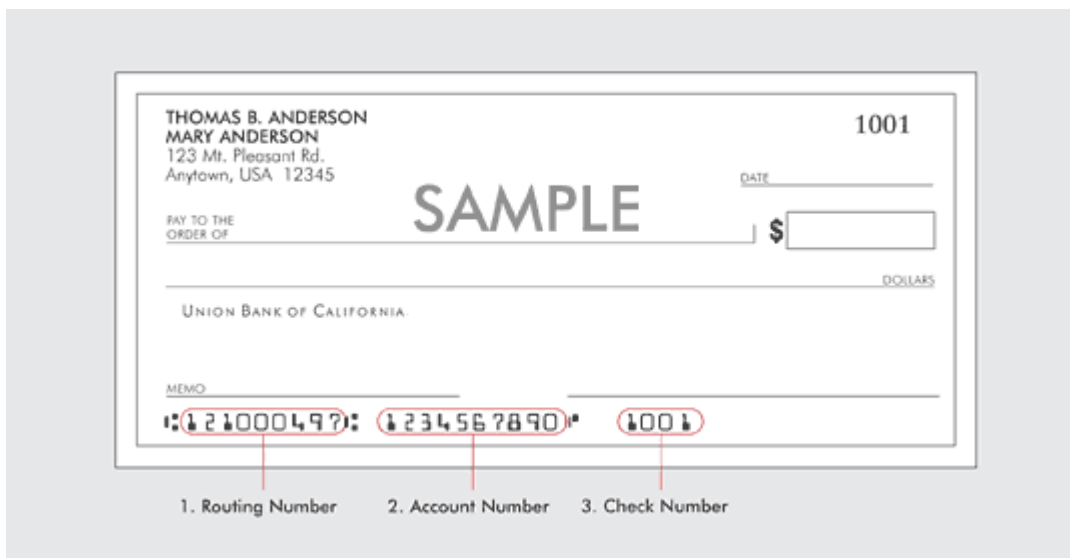 THOMAS B. ANDERSON
MARY ANDERSON
123 Mt. Pleasant Rd.
Anytown, USA 12345
1001
SAMPLE
DATE
PAY TO THE
ORDER OF
$
DOLLARS
UNION BANK OF CALIFORNIA
MEMO
⑆121000497⑆ 1234567890⑈ 1001
1. Routing Number 2. Account Number 3. Check Number